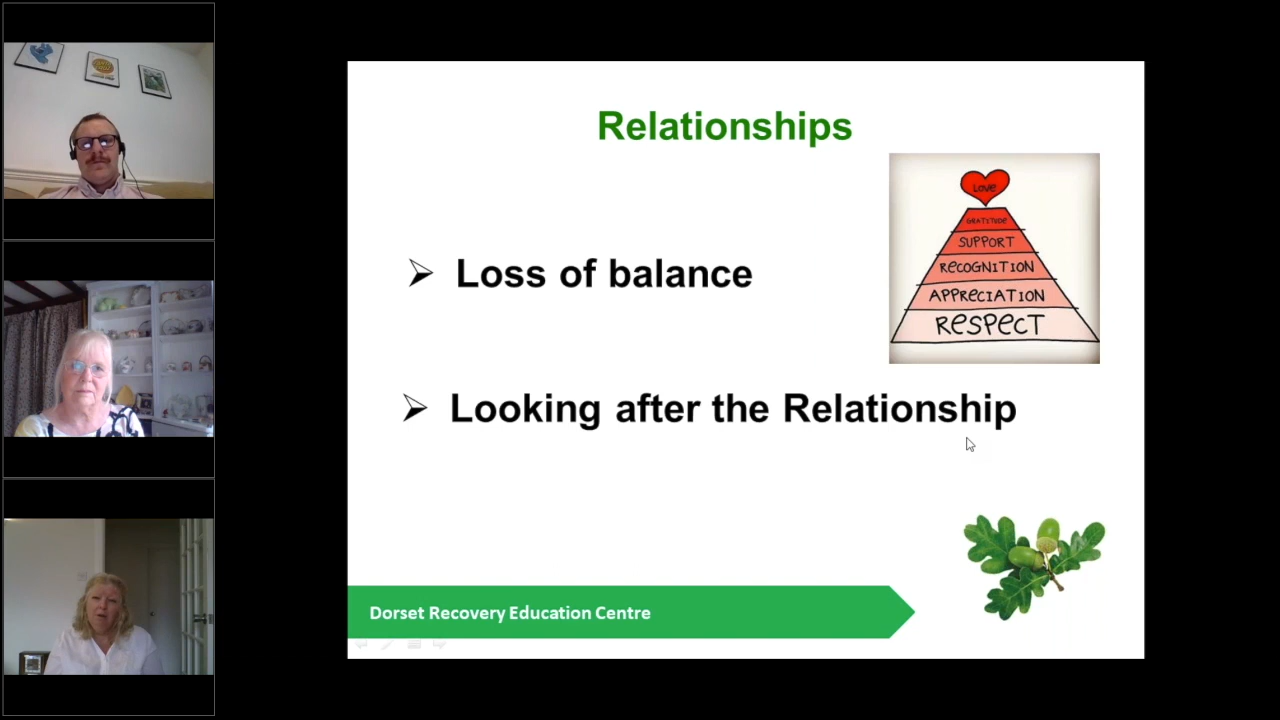 Relationships
LOVE
GRATITUDE
SUPPORT
RECOGNITION
APPRECIATION
RESPECT
➢ Loss of balance
➢ Looking after the Relationship
Dorset Recovery Education Centre